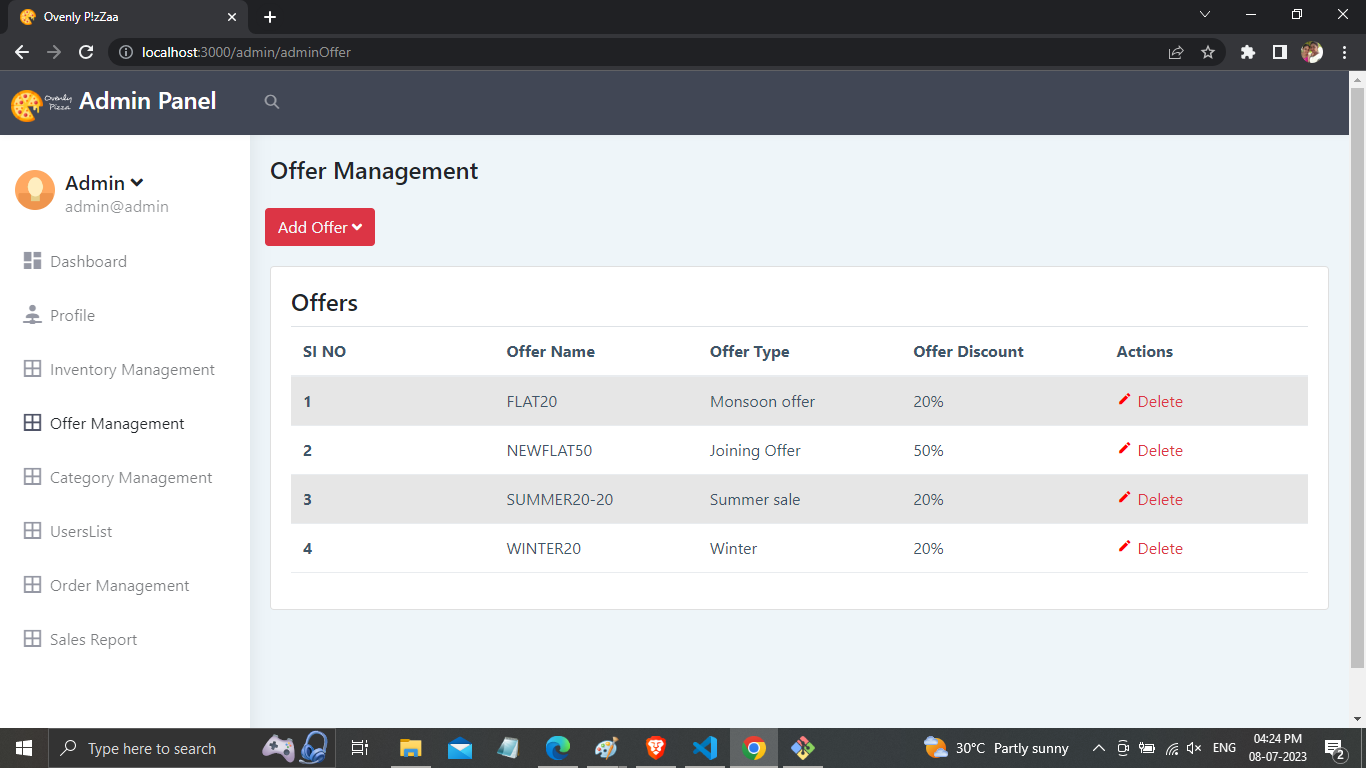 Ovenly P!zZaa
localhost:3000/admin/adminOffer
Ovenly
Pizza
Admin Panel
Admin
admin@admin
Dashboard
Profile
Inventory Management
Offer Management
Category Management
UsersList
Order Management
Sales Report
Offer Management
Add Offer
Offers
SI NO Offer Name Offer Type Offer Discount Actions
1 FLAT20 Monsoon offer 20% Delete
2 NEWFLAT50 Joining Offer 50% Delete
3 SUMMER20-20 Summer sale 20% Delete
4 WINTER20 Winter 20% Delete
Type here to search
30°C Partly sunny
ENG
04:24 PM
08-07-2023
2